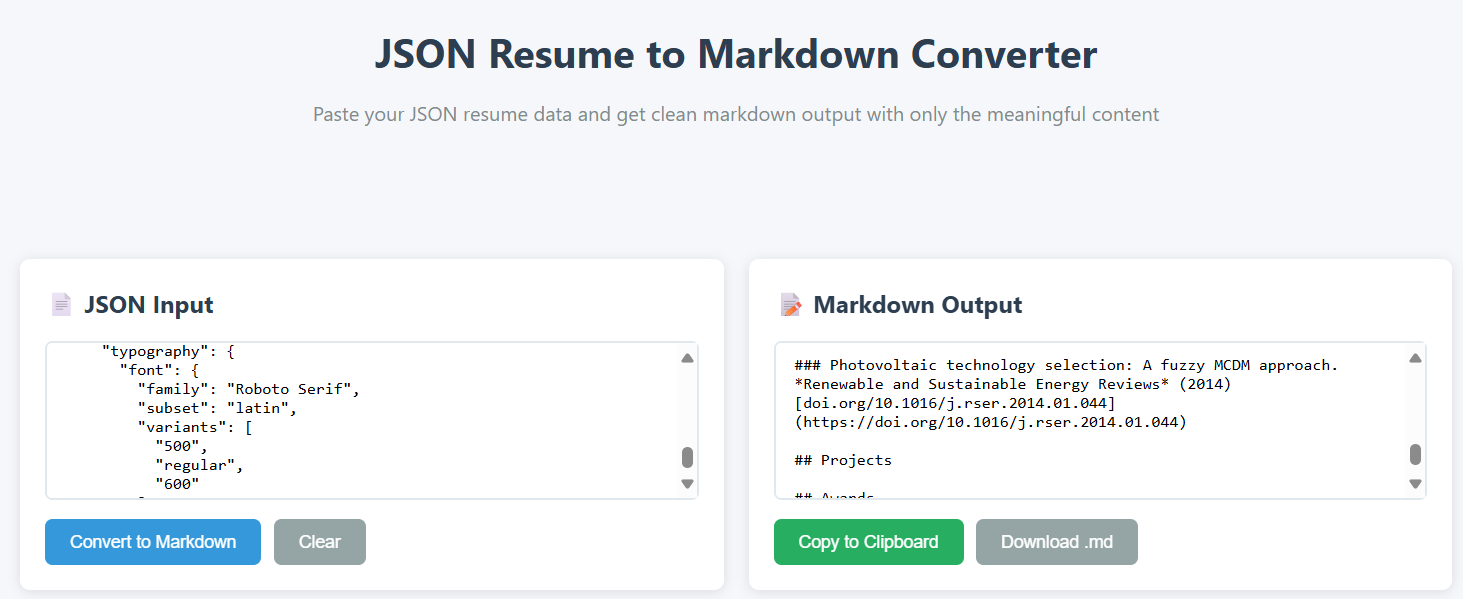 JSON Resume to Markdown Converter
Paste your JSON resume data and get clean markdown output with only the meaningful content
JSON Input
"typography": {
"font": {
"family": "Roboto Serif",
"subset": "latin",
"variants": [
"500",
"regular",
"600"
Convert to Markdown
Clear
Markdown Output
### Photovoltaic technology selection: A fuzzy MCDM approach.
*Renewable and Sustainable Energy Reviews* (2014)
[doi.org/10.1016/j.rser.2014.01.044]
(https://doi.org/10.1016/j.rser.2014.01.044)
## Projects
## Awards
Copy to Clipboard
Download .md